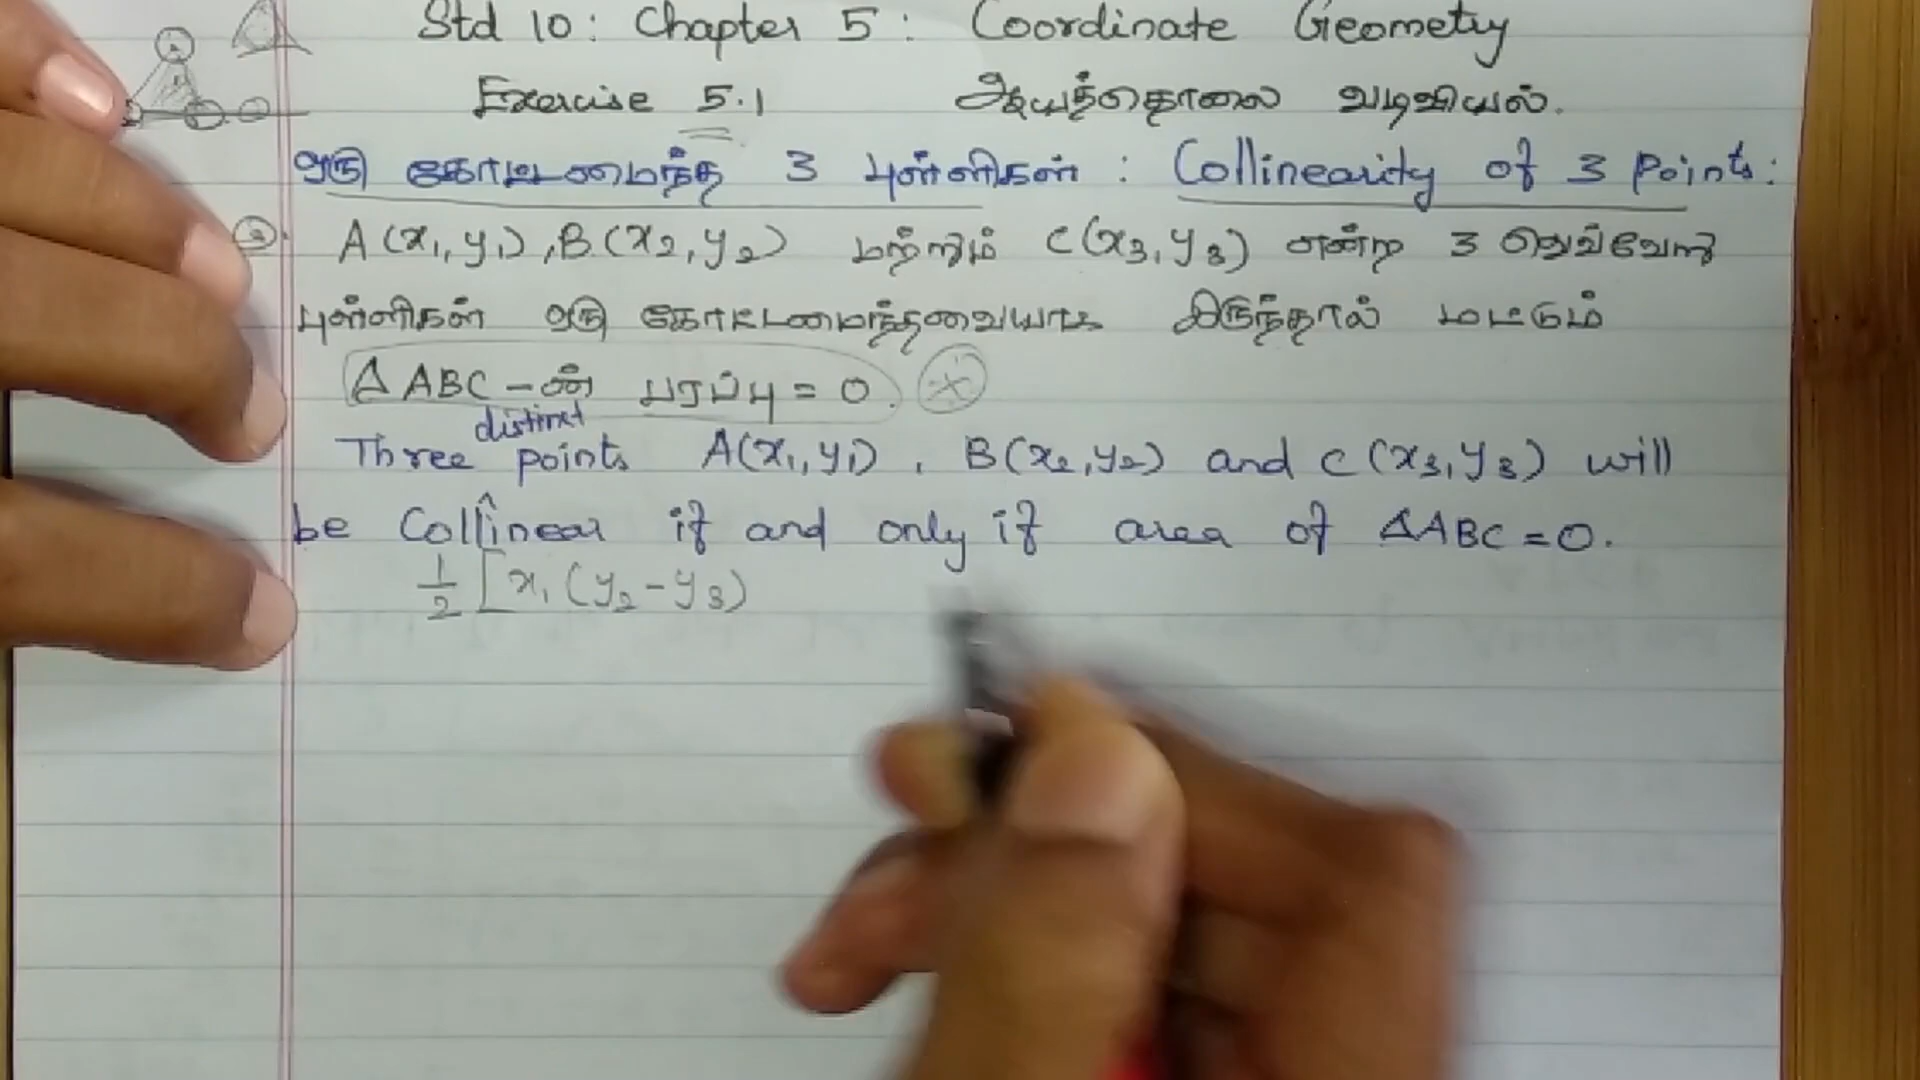 Std 10: Chapter 5: Coordinate Geometry
Exercise 5.1 ஆயத்தொலை வடிவியல்.
ஒரு கோடமைந்த 3 புள்ளிகள் : Collinearity of 3 Points:
③. A(x₁,y₁), B(x₂,y₂) மற்றும் C(x₃,y₃) என்ற 3 வெவ்வேறு
புள்ளிகள் ஒரு கோடமைந்தவையாக இருந்தால் மட்டும்
Δ ABC-ன் பரப்பு = 0.
distinct
Three points A(x₁,y₁), B(x₂,y₂) and C(x₃,y₃) will
be Collinear if and only if area of ΔABC=0.
1/2 [x₁(y₂-y₃)